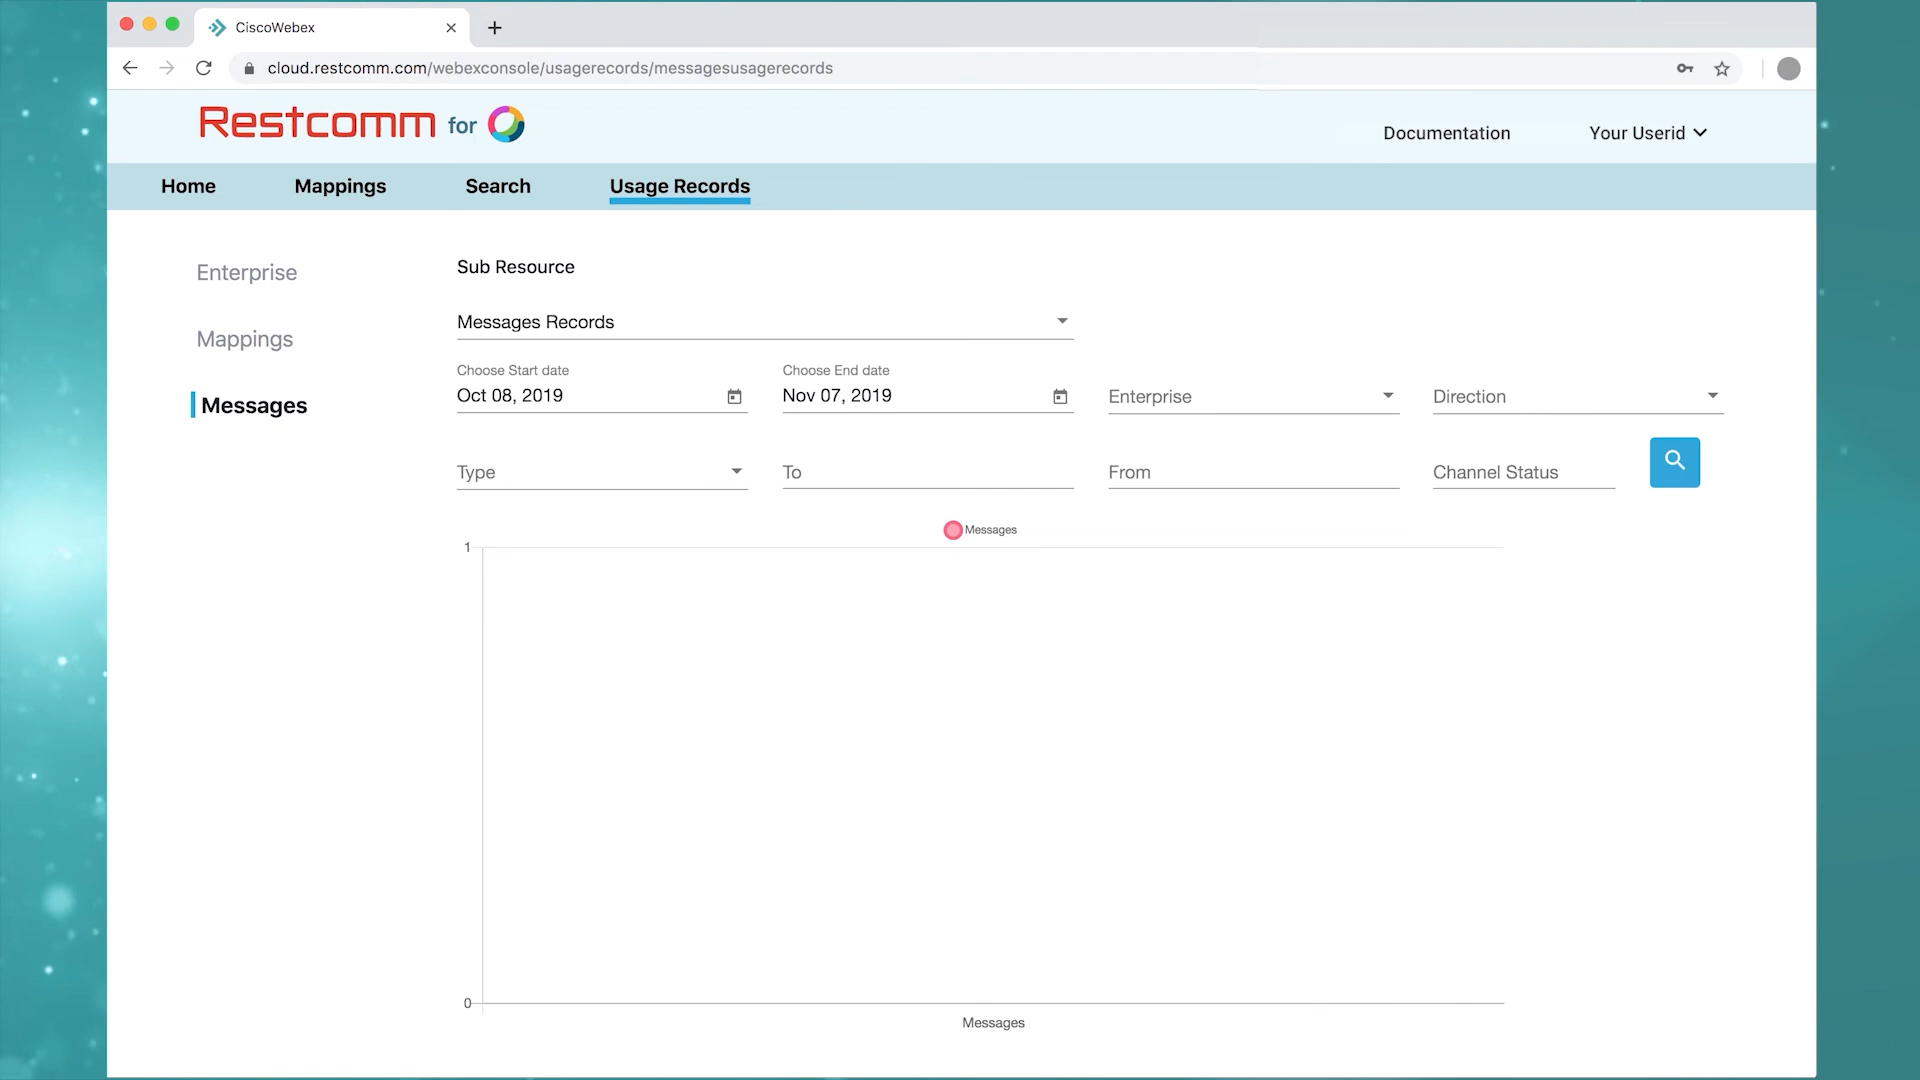 CiscoWebex
cloud.restcomm.com/webexconsole/usagerecords/messagesusagerecords
Restcomm for
Documentation
Your Userid
Home
Mappings
Search
Usage Records
Enterprise
Mappings
Messages
Sub Resource
Messages Records
Choose Start date
Oct 08, 2019
Choose End date
Nov 07, 2019
Enterprise
Direction
Type
To
From
Channel Status
Messages
1
0
Messages